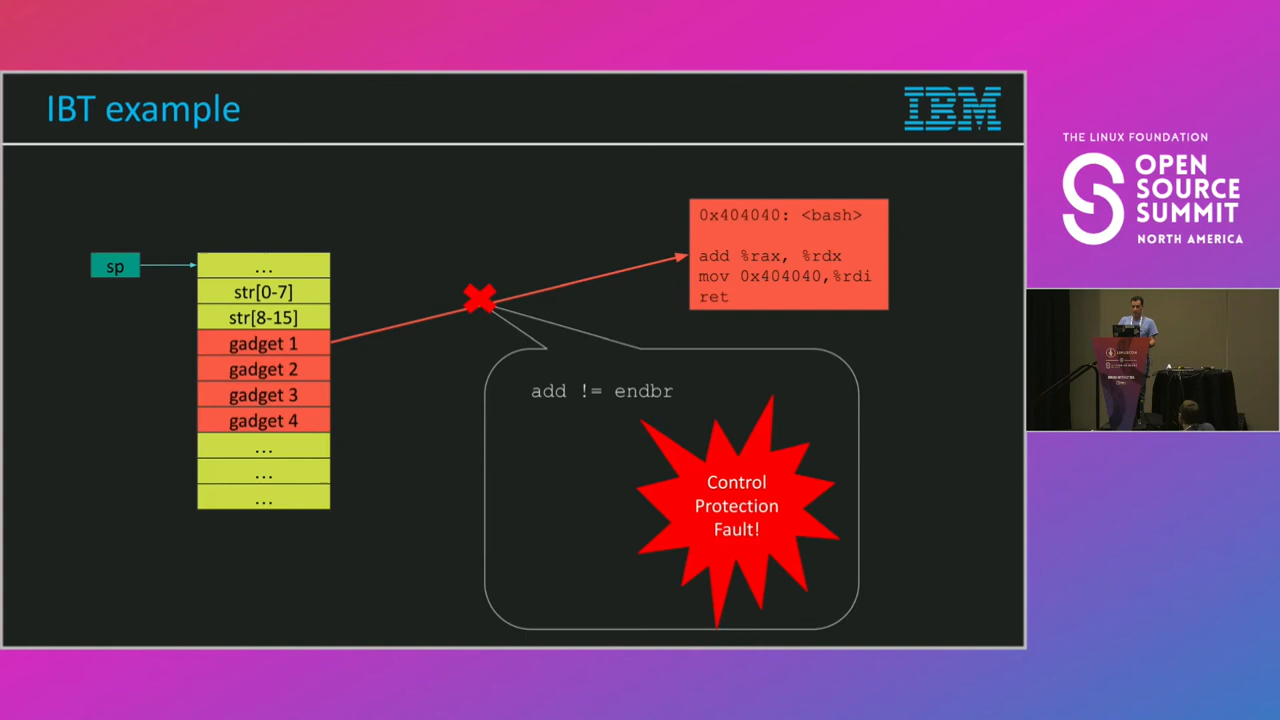 IBT example
IBM
THE LINUX FOUNDATION
OPEN
SOURCE
SUMMIT
NORTH AMERICA
sp
...
str[0-7]
str[8-15]
gadget 1
gadget 2
gadget 3
gadget 4
...
...
...
0x404040: <bash>
add %rax, %rdx
mov 0x404040,%rdi
ret
add != endbr
Control
Protection
Fault!